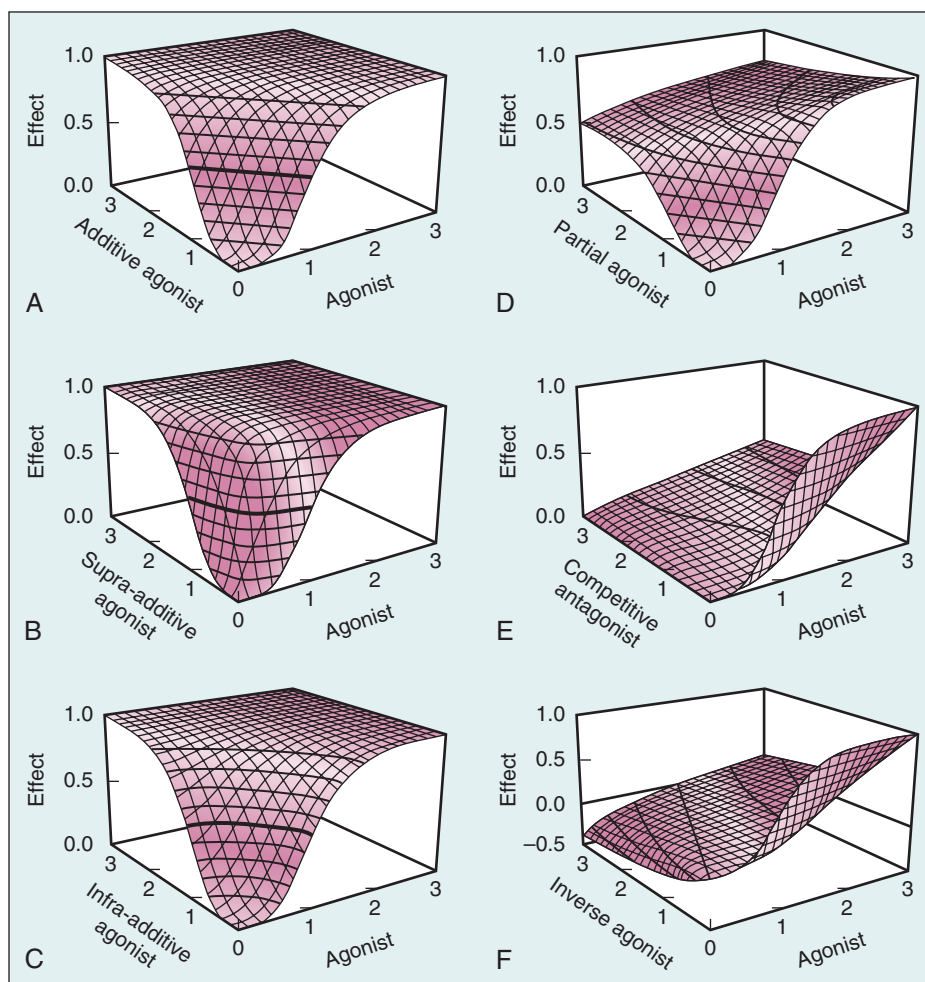 1.0
0.5
0.0
Effect
3
2
1
0
1
2
3
Additive agonist
Agonist
A
1.0
0.5
0.0
Effect
3
2
1
0
1
2
3
Supra-additive
agonist
Agonist
B
1.0
0.5
0.0
Effect
3
2
1
0
1
2
3
Infra-additive
agonist
Agonist
C
1.0
0.5
0.0
Effect
3
2
1
0
1
2
3
Partial agonist
Agonist
D
1.0
0.5
0.0
Effect
3
2
1
0
1
2
3
Competitive
antagonist
Agonist
E
1.0
0.5
0.0
–0.5
Effect
3
2
1
0
1
2
3
Inverse agonist
Agonist
F